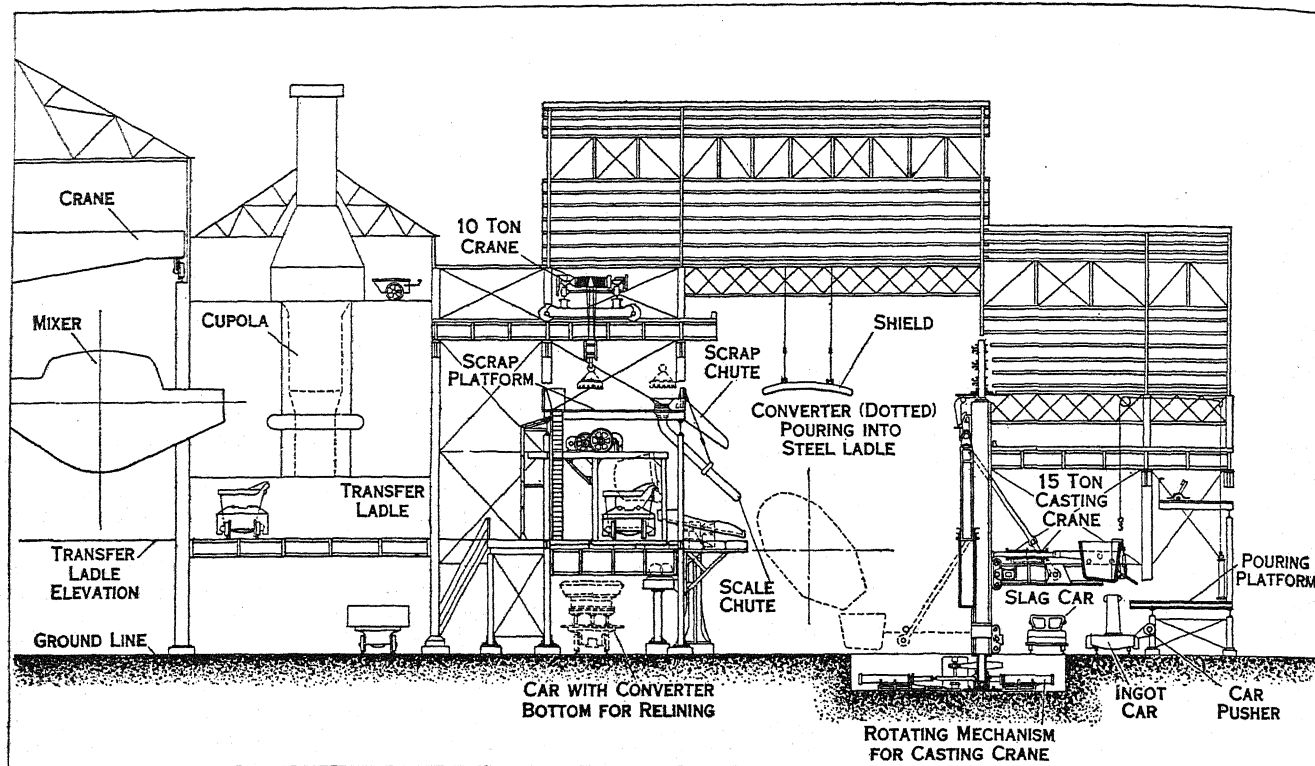 CRANE
10 TON
CRANE
MIXER
CUPOLA
SCRAP
PLATFORM
SHIELD
SCRAP
CHUTE
CONVERTER (DOTTED)
POURING INTO
STEEL LADLE
TRANSFER
LADLE
15 TON
CASTING
CRANE
TRANSFER
LADLE
ELEVATION
POURING
PLATFORM
SCALE
CHUTE
SLAG CAR
GROUND LINE
CAR WITH CONVERTER
BOTTOM FOR RELINING
INGOT
CAR
CAR
PUSHER
ROTATING MECHANISM
FOR CASTING CRANE